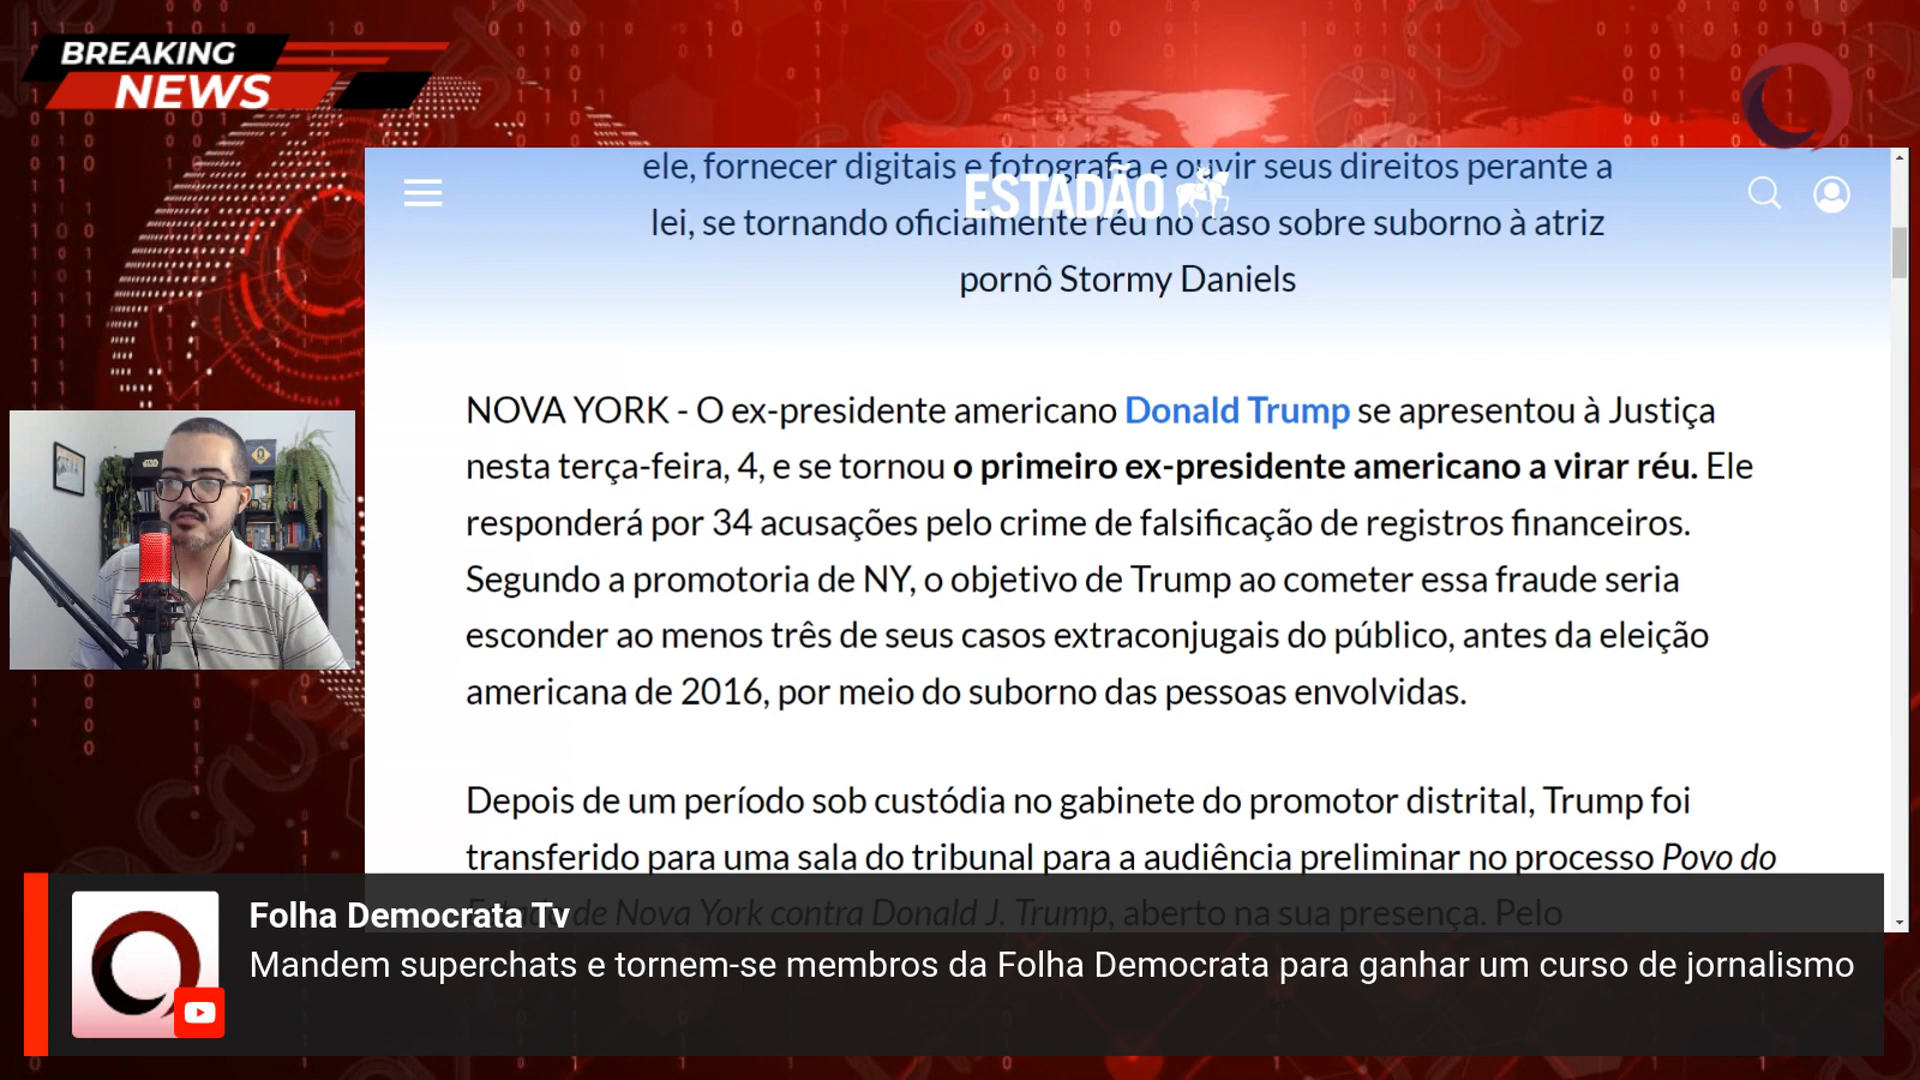 BREAKING
NEWS
ele, fornecer digitais e fotografia e ouvir seus direitos perante a
ESTADÃO
lei, se tornando oficialmente réu no caso sobre suborno à atriz
pornô Stormy Daniels
NOVA YORK - O ex-presidente americano Donald Trump se apresentou à Justiça
nesta terça-feira, 4, e se tornou o primeiro ex-presidente americano a virar réu. Ele
responderá por 34 acusações pelo crime de falsificação de registros financeiros.
Segundo a promotoria de NY, o objetivo de Trump ao cometer essa fraude seria
esconder ao menos três de seus casos extraconjugais do público, antes da eleição
americana de 2016, por meio do suborno das pessoas envolvidas.
Depois de um período sob custódia no gabinete do promotor distrital, Trump foi
transferido para uma sala do tribunal para a audiência preliminar no processo Povo do
de Nova York contra Donald J. Trump, aberto na sua presença. Pelo
Folha Democrata Tv
Mandem superchats e tornem-se membros da Folha Democrata para ganhar um curso de jornalismo